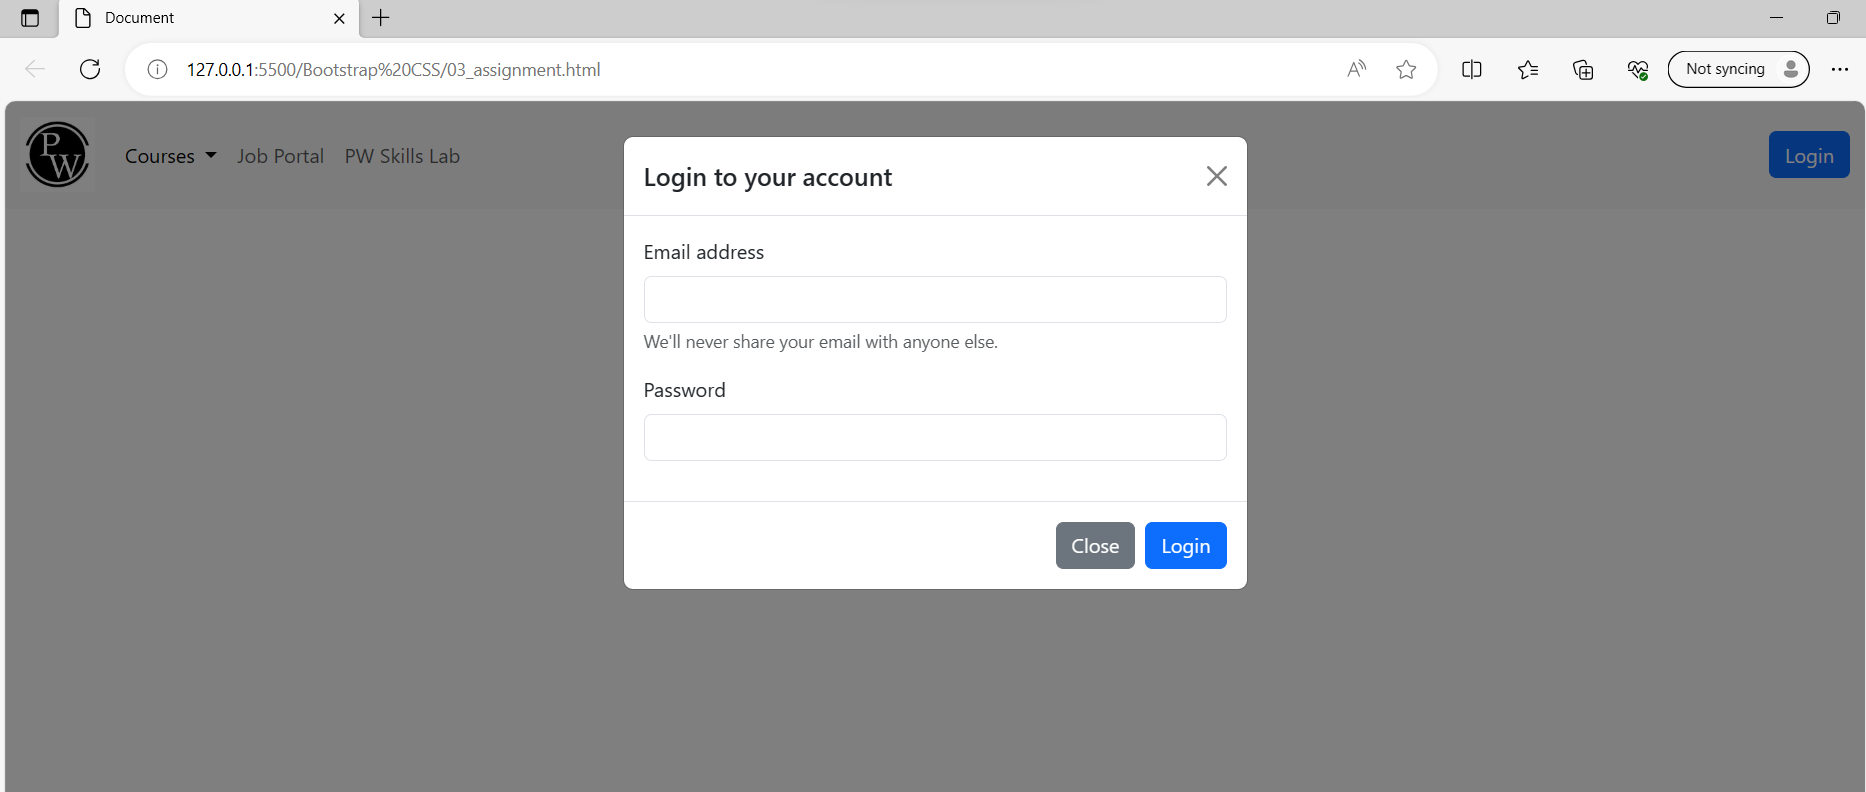 Document
127.0.0.1:5500/Bootstrap%20CSS/03_assignment.html
Not syncing
PW
Courses Job Portal PW Skills Lab
Login
Login to your account
Email address
We'll never share your email with anyone else.
Password
Close Login